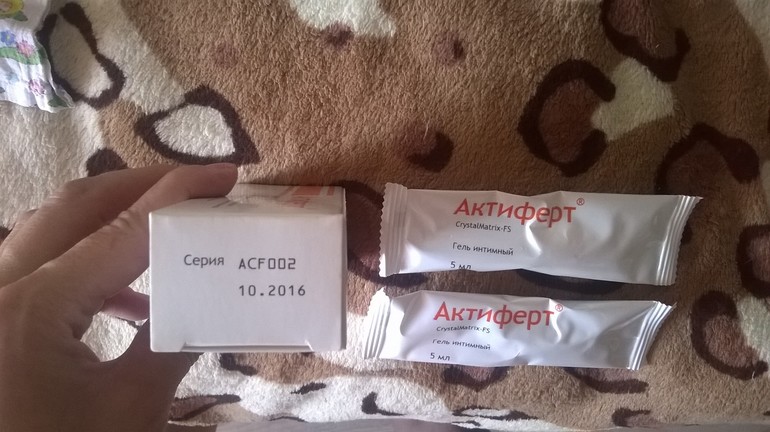 Серия ACF002
10.2016
Актиферт®
CrystalMatrix-FS
Гель интимный
5 мл
Актиферт®
CrystalMatrix-FS
Гель интимный
5 мл